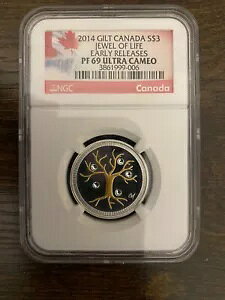 2014 GILT CANADA S$3
JEWEL OF LIFE
EARLY RELEASES
PF 69 ULTRA CAMEO
3861999-006
NGC
Canada